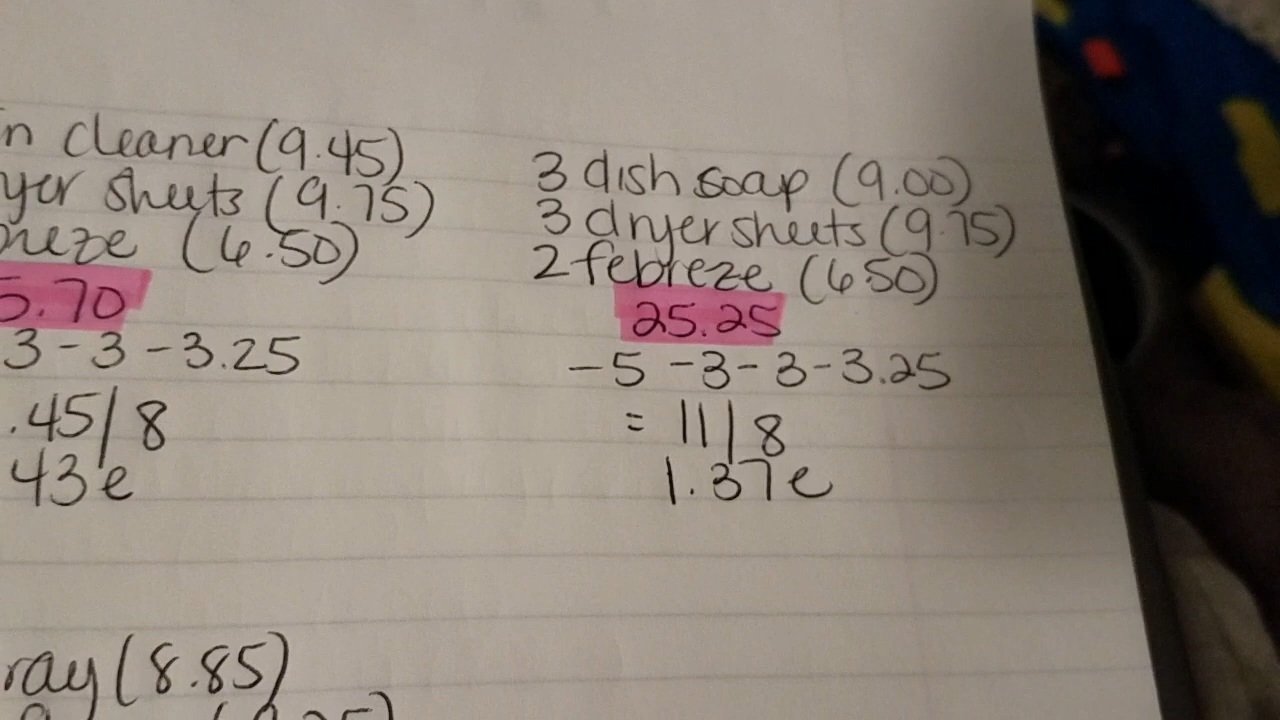 n cleaner (9.45)
yer sheets (9.75)
reze (6.50)
5.70
3 - 3 - 3.25
.45/8
43e
3 dish soap (9.00)
3 dryer sheets (9.75)
2 febreze (6.50)
25.25
- 5 - 3 - 3 - 3.25
= 11/8
1.37e
ray (8.85)